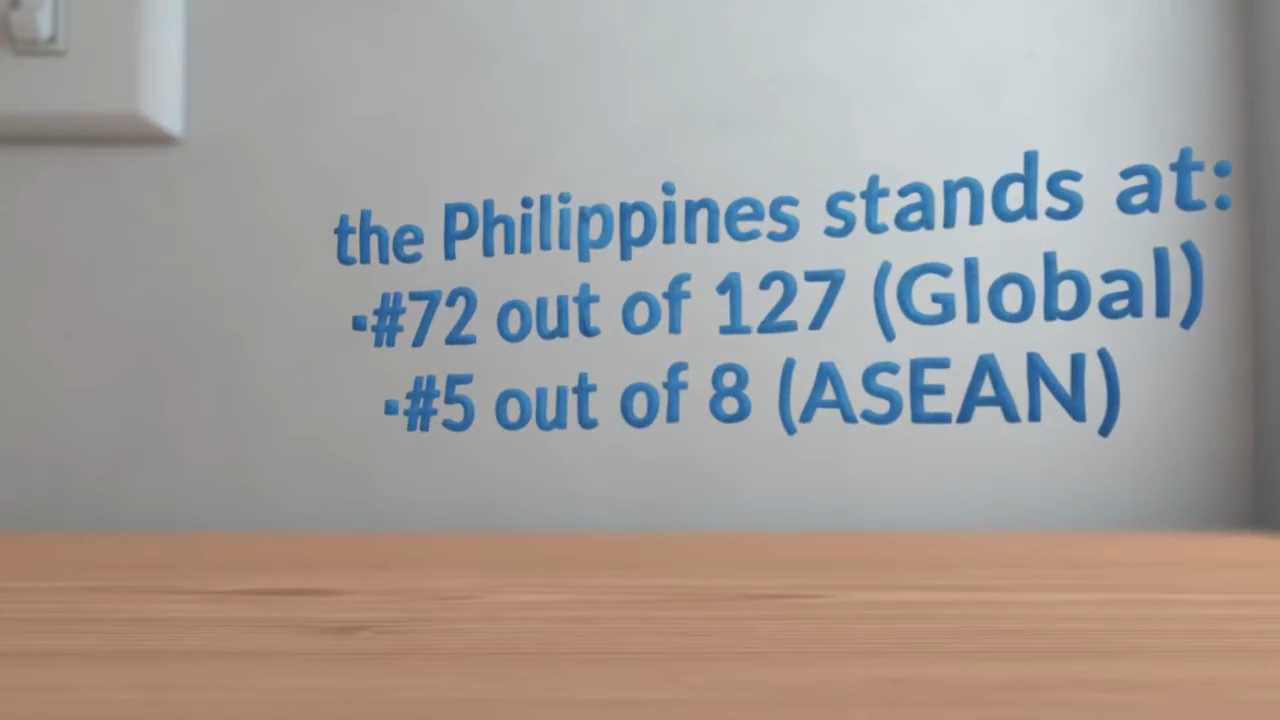 the Philippines stands at:
▪#72 out of 127 (Global)
▪#5 out of 8 (ASEAN)